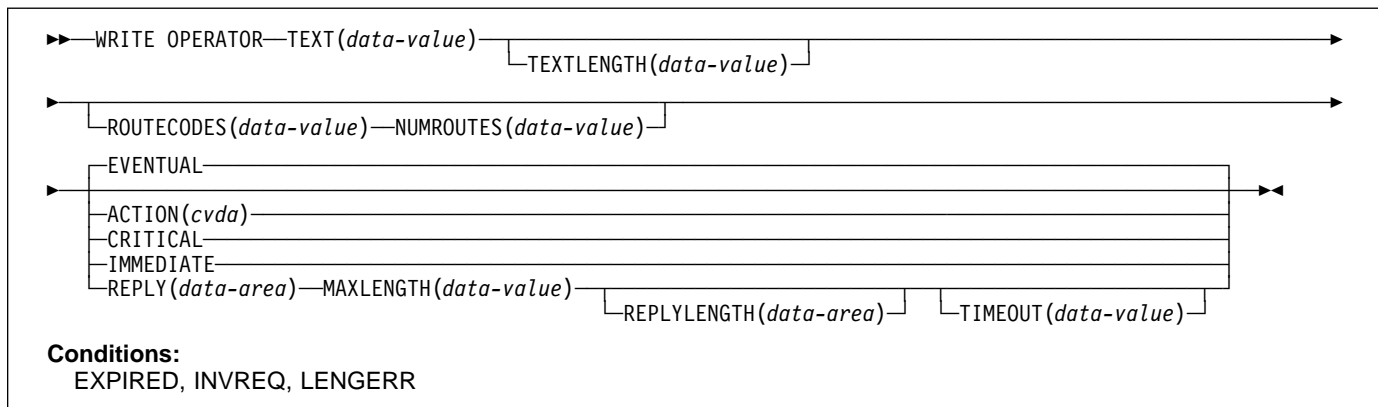 WRITE OPERATOR TEXT(data-value)
TEXTLENGTH(data-value)
ROUTECODES(data-value) NUMROUTES(data-value)
EVENTUAL
ACTION(cvda)
CRITICAL
IMMEDIATE
REPLY(data-area) MAXLENGTH(data-value)
REPLYLENGTH(data-area) TIMEOUT(data-value)
Conditions:
EXPIRED, INVREQ, LENGERR